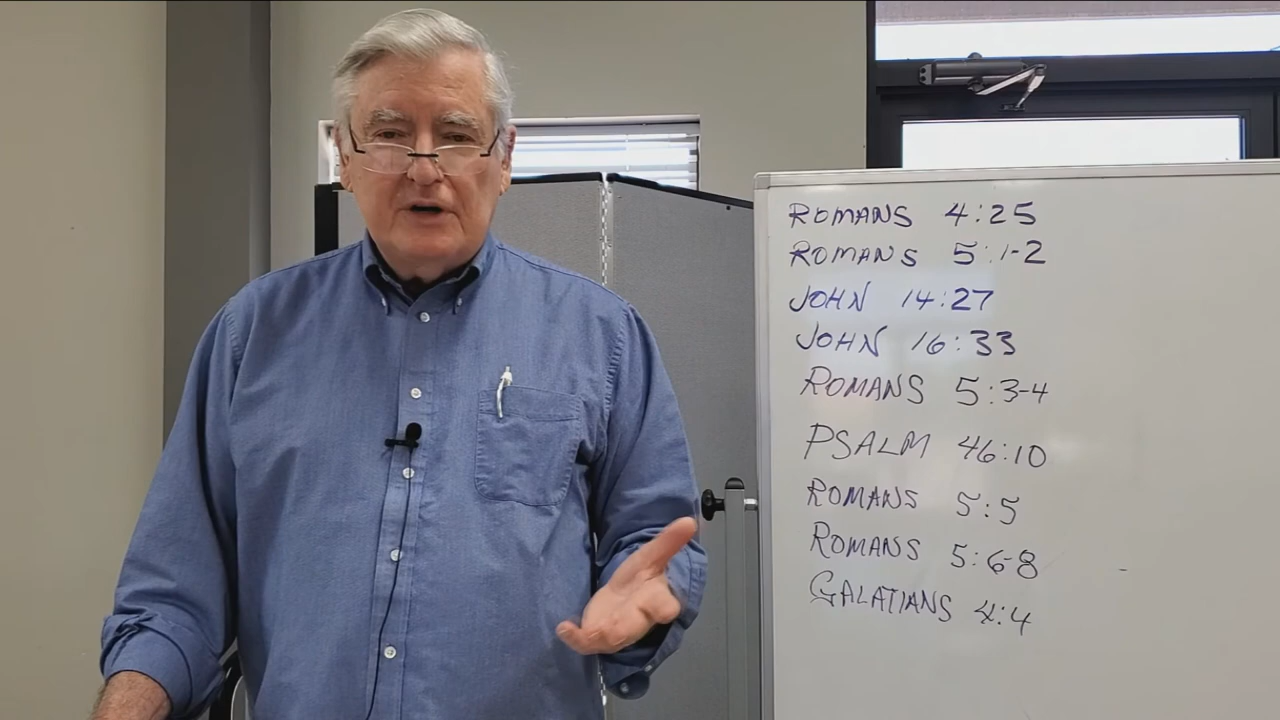 ROMANS 4:25
ROMANS 5:1-2
JOHN 14:27
JOHN 16:33
ROMANS 5:3-4
PSALM 46:10
ROMANS 5:5
ROMANS 5:6-8
GALATIANS 4:4